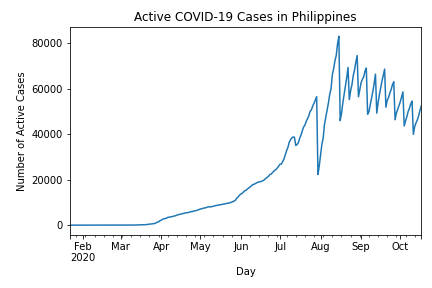 Active COVID-19 Cases in Philippines
Number of Active Cases
80000
60000
40000
20000
0
Feb Mar Apr May Jun Jul Aug Sep Oct
2020
Day